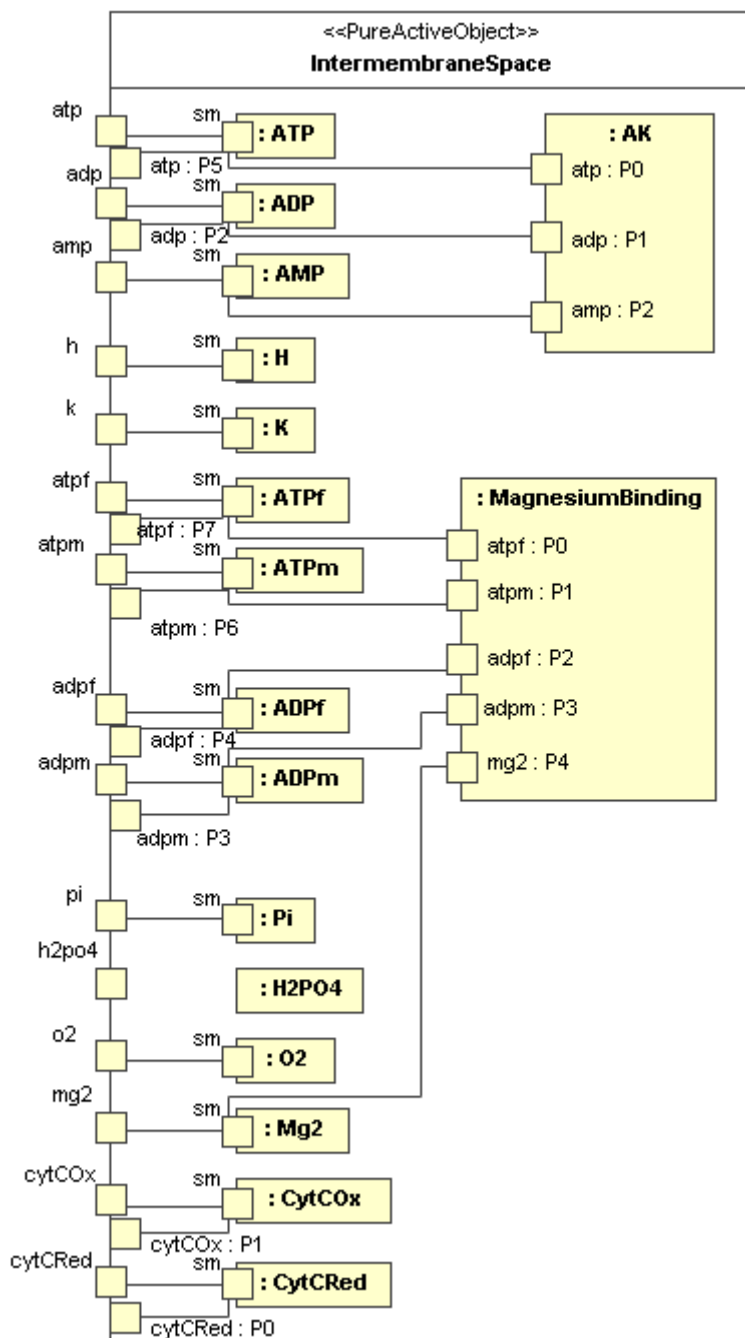 <<PureActiveObject>>
IntermembraneSpace
atp
sm
: ATP
: AK
atp : P5
atp : P0
adp
sm
: ADP
adp : P2
adp : P1
amp
sm
: AMP
amp : P2
h
sm
: H
k
sm
: K
atpf
sm
: ATPf
: MagnesiumBinding
atpf : P7
atpf : P0
atpm
sm
: ATPm
atpm : P1
atpm : P6
adpf : P2
adpf
sm
: ADPf
adpm : P3
adpf : P4
adpm
sm
: ADPm
mg2 : P4
adpm : P3
pi
sm
: Pi
h2po4
: H2PO4
o2
sm
: O2
mg2
sm
: Mg2
cytCOx
sm
: CytCOx
cytCOx : P1
cytCRed
sm
: CytCRed
cytCRed : P0